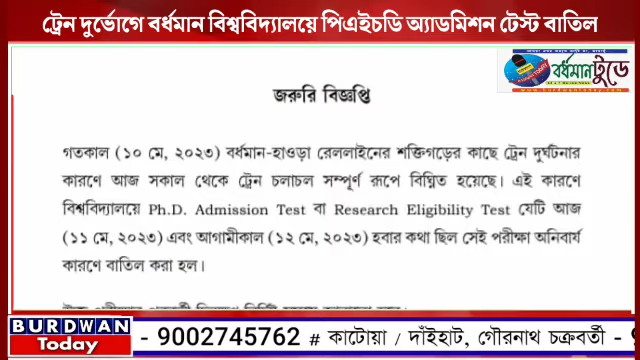 ট্রেন দুর্ভোগে বর্ধমান বিশ্ববিদ্যালয়ে পিএইচডি অ্যাডমিশন টেস্ট বাতিল
বর্ধমান টুডে
জরুরি বিজ্ঞপ্তি
গতকাল (১০ মে, ২০২৩) বর্ধমান-হাওড়া রেললাইনের শক্তিগড়ের কাছে ট্রেন দুর্ঘটনার
কারণে আজ সকাল থেকে ট্রেন চলাচল সম্পূর্ণ রূপে বিঘ্নিত হয়েছে। এই কারণে
বিশ্ববিদ্যালয়ে Ph.D. Admission Test বা Research Eligibility Test যেটি আজ
(১১ মে, ২০২৩) এবং আগামীকাল (১২ মে, ২০২৩) হবার কথা ছিল সেই পরীক্ষা অনিবার্য
কারণে বাতিল করা হল।
BURDWAN
Today
- 9002745762 # কাটোয়া / দাঁইহাট, গৌরনাথ চক্রবর্তী -